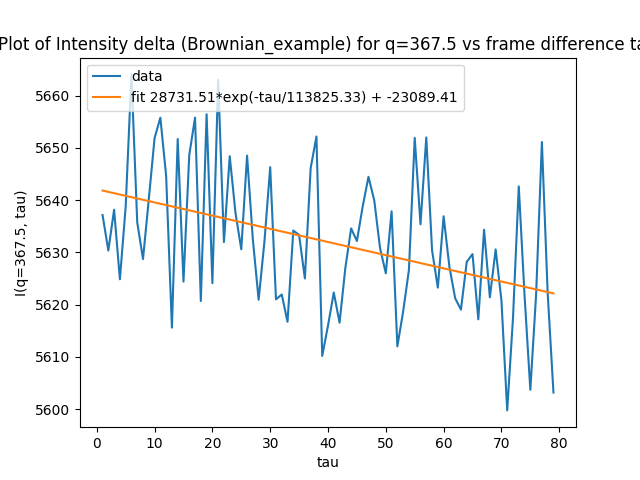 Plot of Intensity delta (Brownian_example) for q=367.5 vs frame difference ta
data
fit 28731.51*exp(-tau/113825.33) + -23089.41
I(q=367.5, tau)
5660
5650
5640
5630
5620
5610
5600
0 10 20 30 40 50 60 70 80
tau